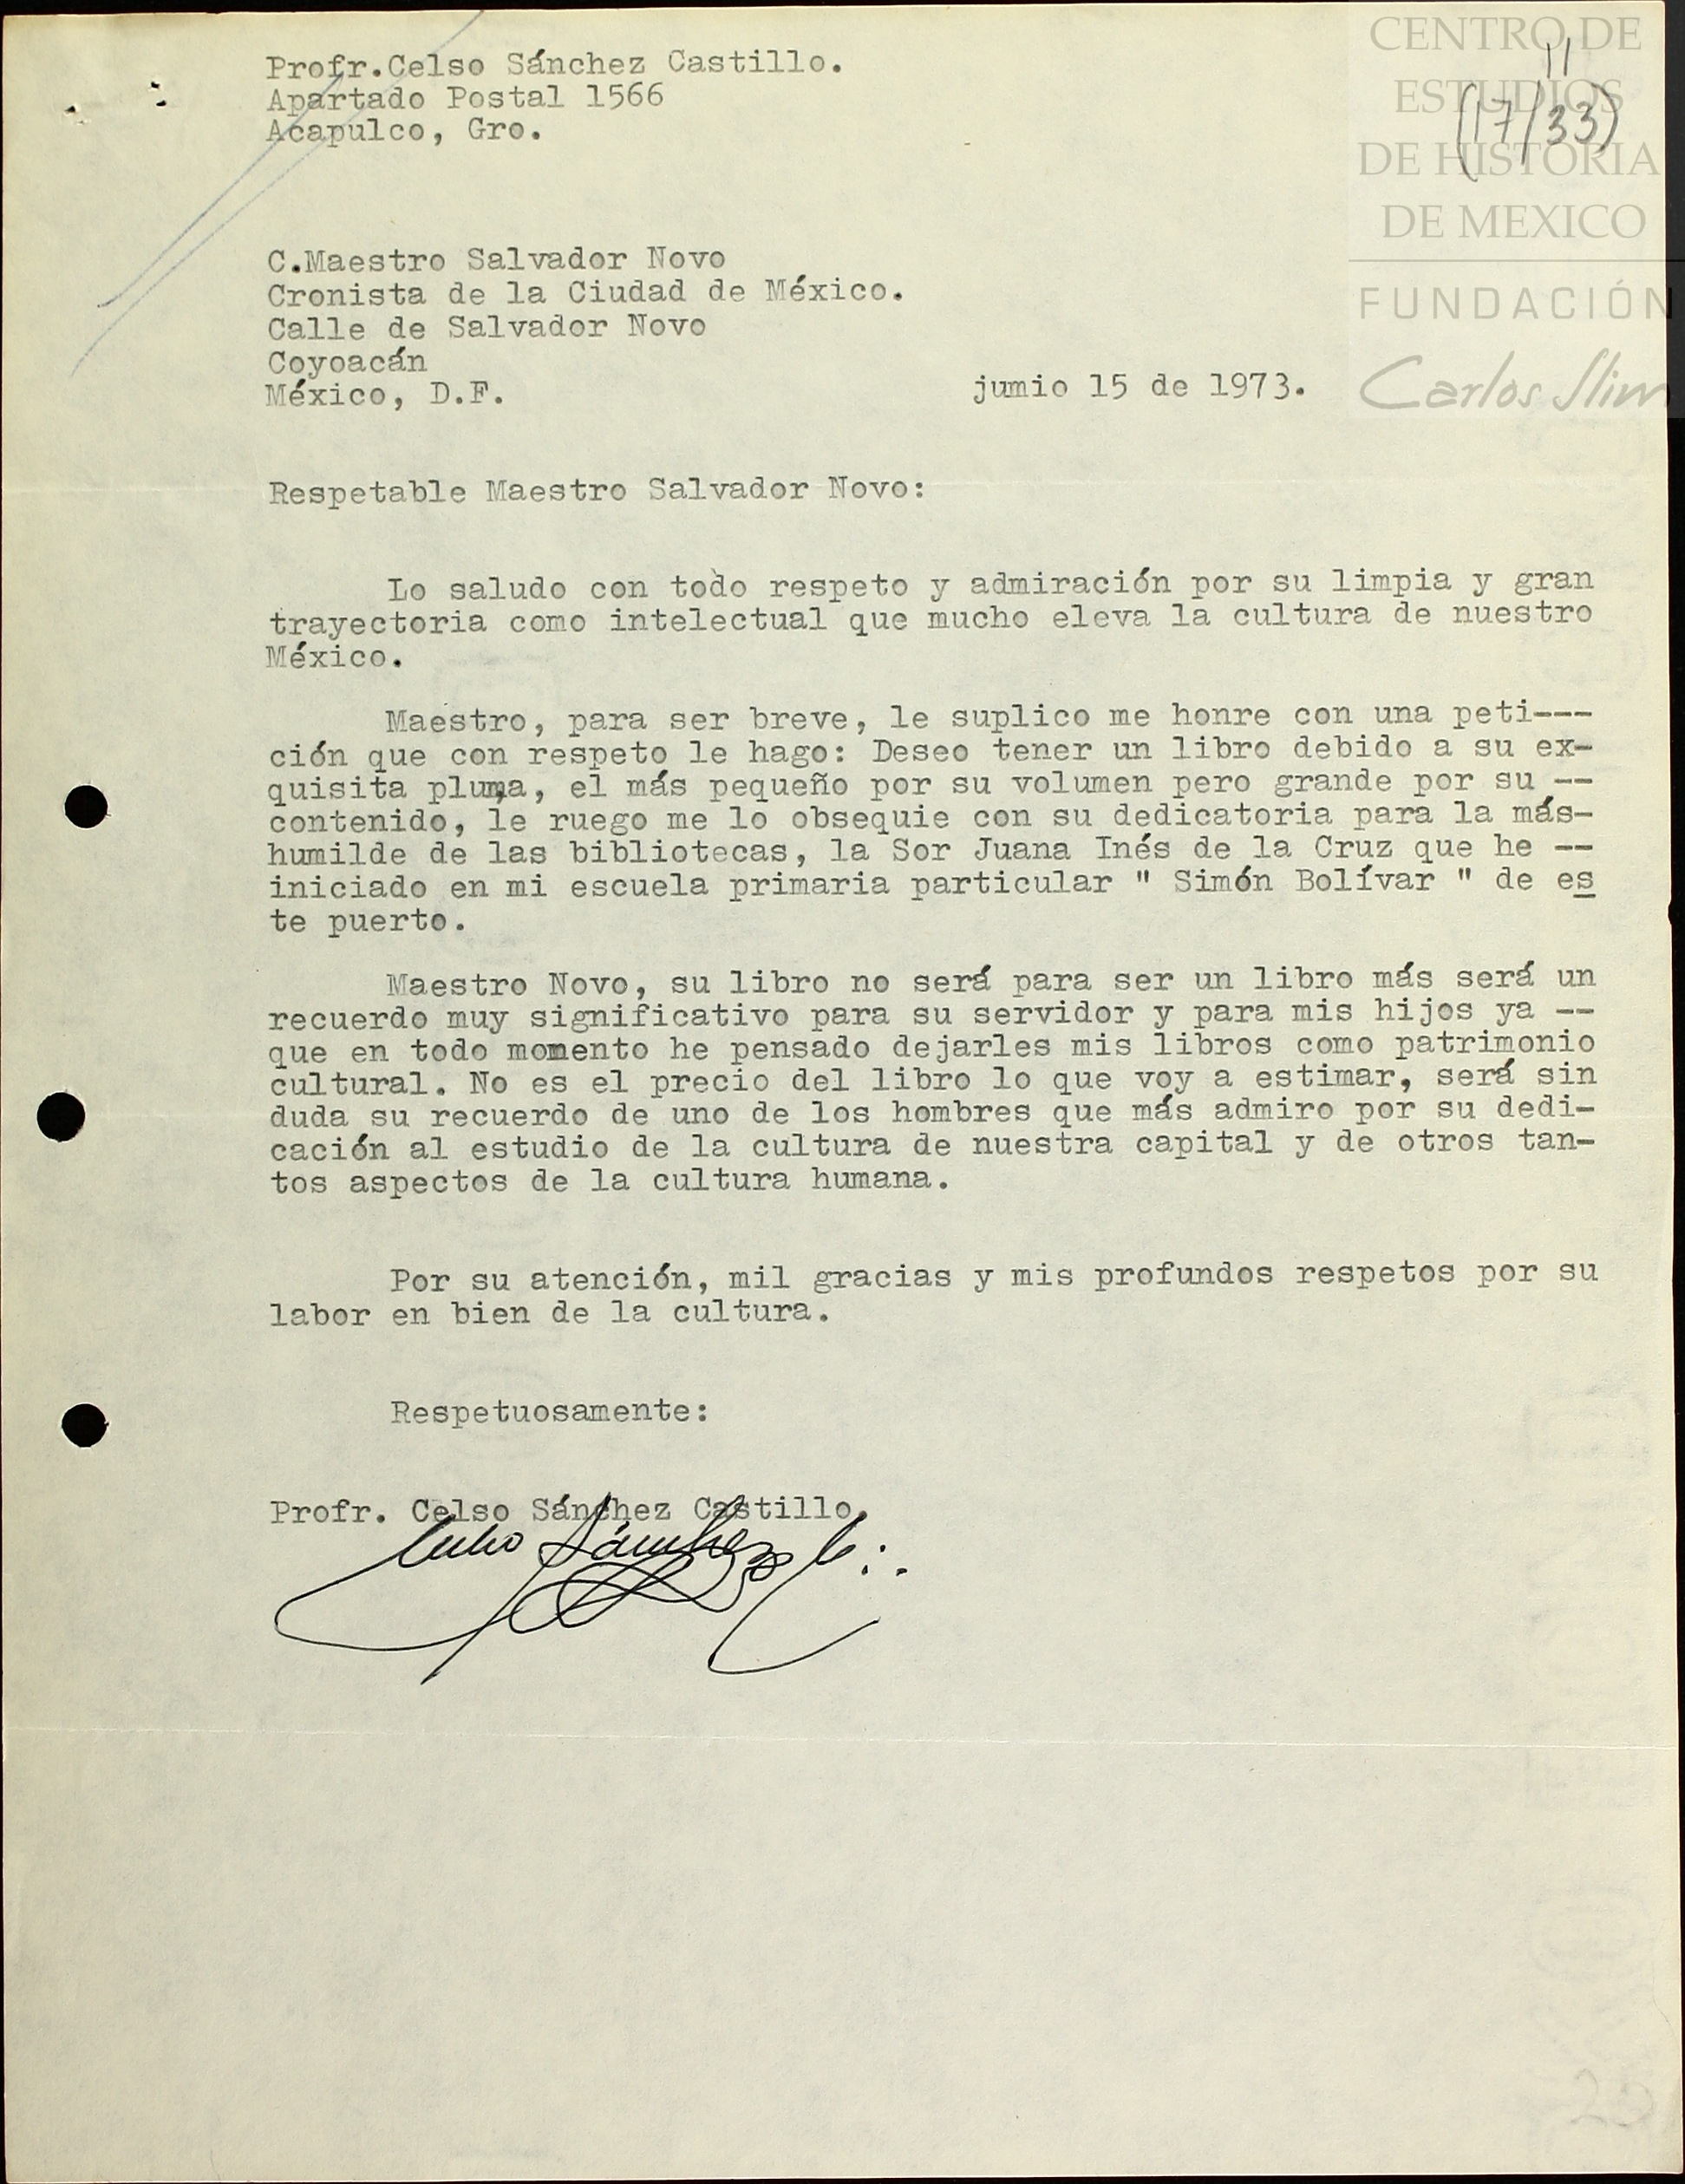 Profr.Celso Sánchez Castillo.
Apartado Postal 1566
Acapulco, Gro.
CENTRO DE
ESTUDIOS
DE HISTORIA
DE MEXICO
FUNDACIÓN
Carlos Slim
11
(17/33)
C.Maestro Salvador Novo
Cronista de la Ciudad de México.
Calle de Salvador Novo
Coyoacán
México, D.F.
jumio 15 de 1973.
Respetable Maestro Salvador Novo:
Lo saludo con todo respeto y admiración por su limpia y gran
trayectoria como intelectual que mucho eleva la cultura de nuestro
México.
Maestro, para ser breve, le suplico me honre con una peti---
ción que con respeto le hago: Deseo tener un libro debido a su ex-
quisita pluma, el más pequeño por su volumen pero grande por su --
contenido, le ruego me lo obsequie con su dedicatoria para la más-
humilde de las bibliotecas, la Sor Juana Inés de la Cruz que he --
iniciado en mi escuela primaria particular " Simón Bolívar " de es
te puerto.
Maestro Novo, su libro no será para ser un libro más será un
recuerdo muy significativo para su servidor y para mis hijos ya --
que en todo momento he pensado dejarles mis libros como patrimonio
cultural. No es el precio del libro lo que voy a estimar, será sin
duda su recuerdo de uno de los hombres que más admiro por su dedi-
cación al estudio de la cultura de nuestra capital y de otros tan-
tos aspectos de la cultura humana.
Por su atención, mil gracias y mis profundos respetos por su
labor en bien de la cultura.
Respetuosamente:
Profr. Celso Sánchez Castillo.
Celso Sánchez C.